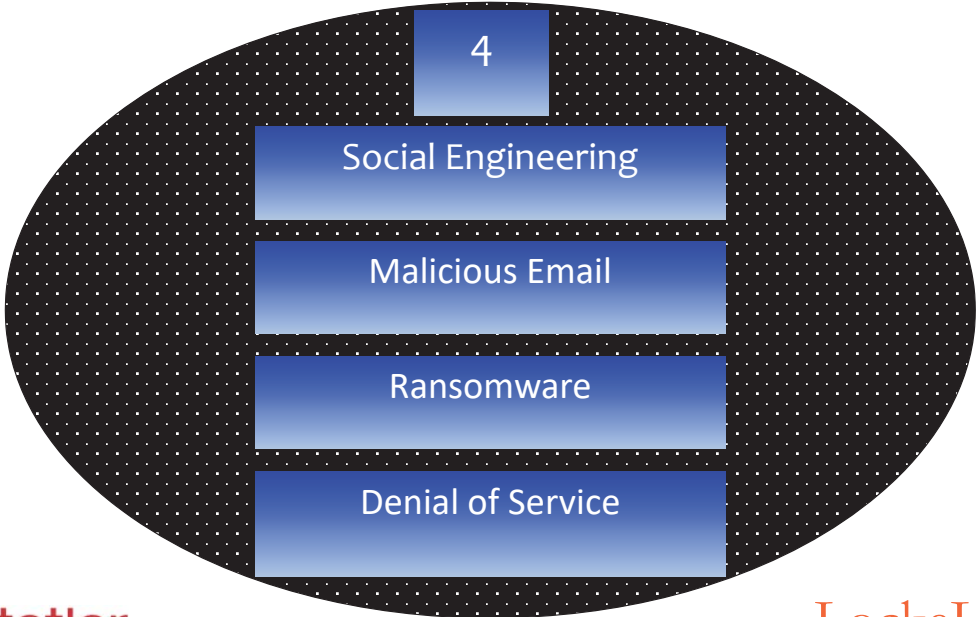 4
Social Engineering
Malicious Email
Ransomware
Denial of Service